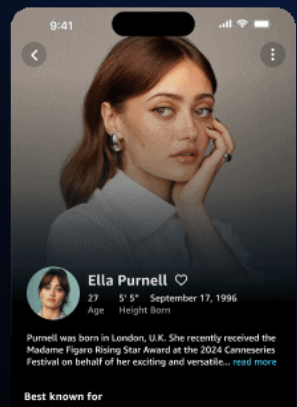 9:41
Ella Purnell
27 5' 5" September 17, 1996
Age Height Born
Purnell was born in London, U.K. She recently received the
Madame Figaro Rising Star Award at the 2024 Canneseries
Festival on behalf of her exciting and versatile... read more
Best known for